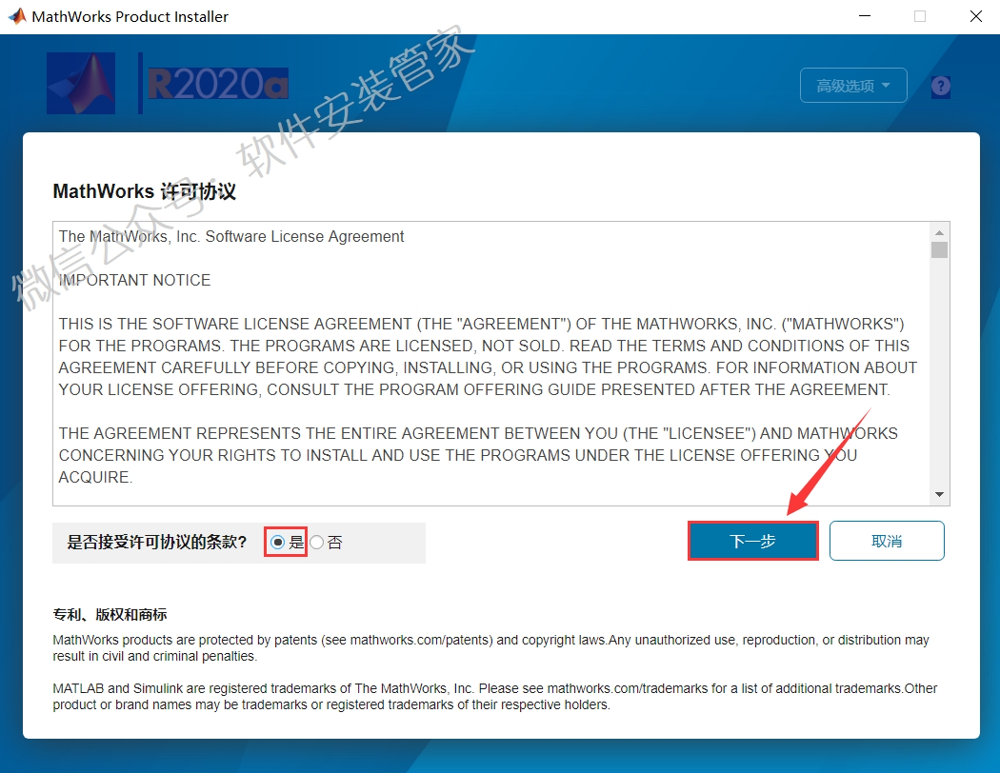 MathWorks Product Installer
R2020a
高级选项
?
微信公众号：软件安装管家
MathWorks 许可协议
The MathWorks, Inc. Software License Agreement
IMPORTANT NOTICE
THIS IS THE SOFTWARE LICENSE AGREEMENT (THE "AGREEMENT") OF THE MATHWORKS, INC. ("MATHWORKS")
FOR THE PROGRAMS. THE PROGRAMS ARE LICENSED, NOT SOLD. READ THE TERMS AND CONDITIONS OF THIS
AGREEMENT CAREFULLY BEFORE COPYING, INSTALLING, OR USING THE PROGRAMS. FOR INFORMATION ABOUT
YOUR LICENSE OFFERING, CONSULT THE PROGRAM OFFERING GUIDE PRESENTED AFTER THE AGREEMENT.
THE AGREEMENT REPRESENTS THE ENTIRE AGREEMENT BETWEEN YOU (THE "LICENSEE") AND MATHWORKS
CONCERNING YOUR RIGHTS TO INSTALL AND USE THE PROGRAMS UNDER THE LICENSE OFFERING YOU
ACQUIRE.
是否接受许可协议的条款? 是 否
下一步 取消
专利、版权和商标
MathWorks products are protected by patents (see mathworks.com/patents) and copyright laws.Any unauthorized use, reproduction, or distribution may
result in civil and criminal penalties.
MATLAB and Simulink are registered trademarks of The MathWorks, Inc. Please see mathworks.com/trademarks for a list of additional trademarks.Other
product or brand names may be trademarks or registered trademarks of their respective holders.